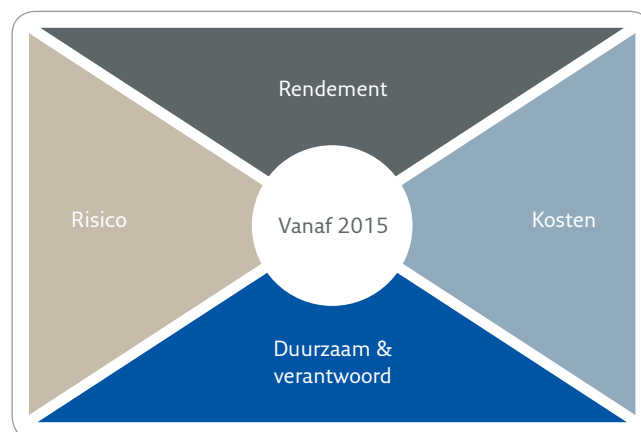 Rendement
Risico
Vanaf 2015
Kosten
Duurzaam &
verantwoord